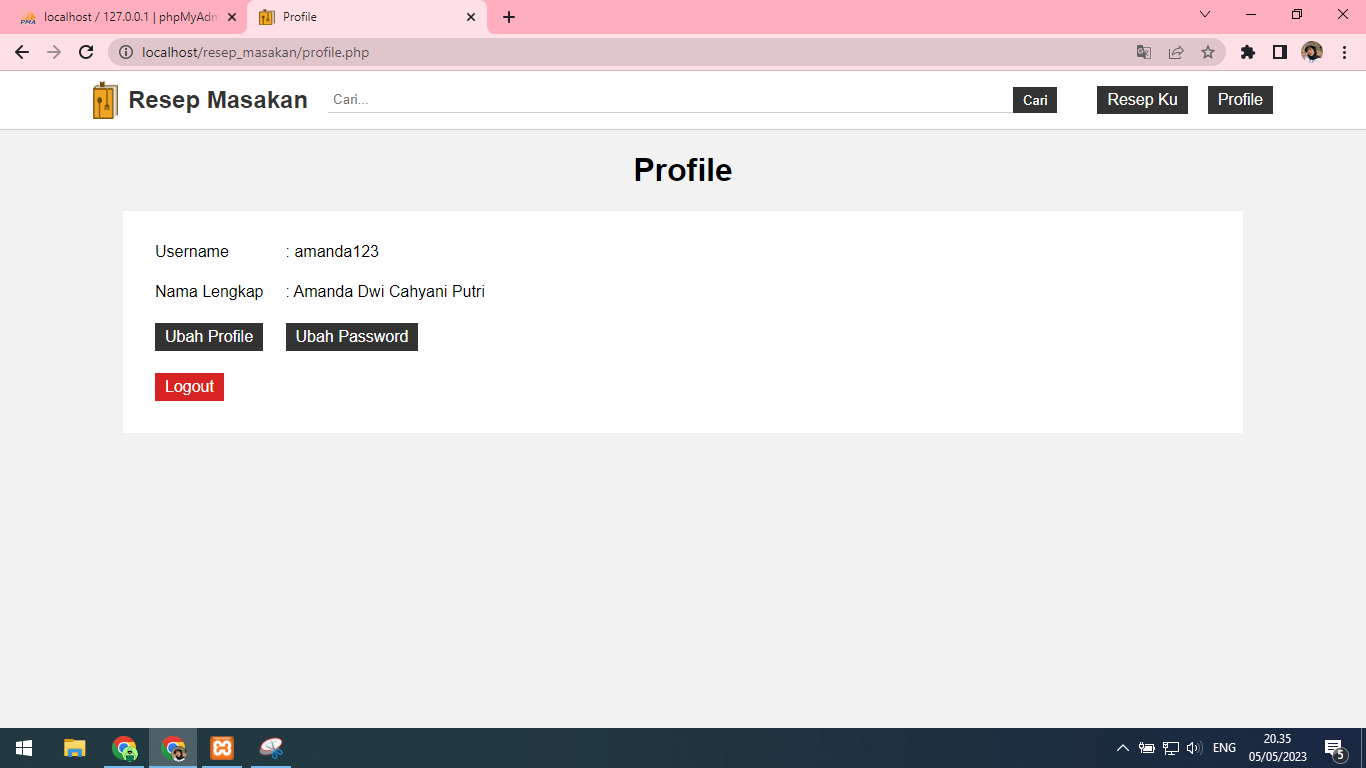 localhost / 127.0.0.1 | phpMyAdm
Profile
localhost/resep_masakan/profile.php
Resep Masakan
Cari...
Cari
Resep Ku
Profile
Profile
Username : amanda123
Nama Lengkap : Amanda Dwi Cahyani Putri
Ubah Profile
Ubah Password
Logout
ENG
20.35
05/05/2023
5